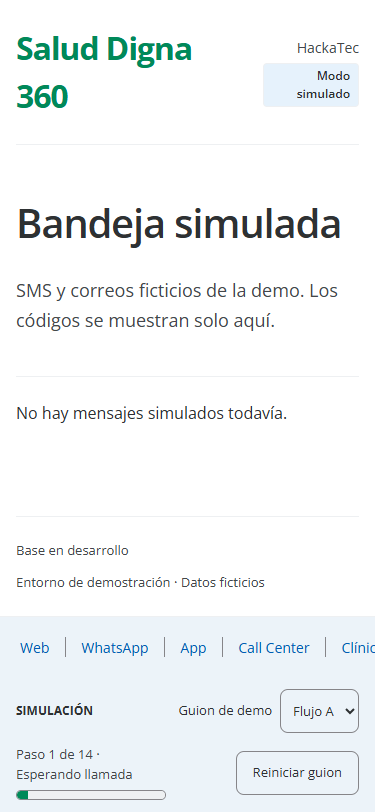 Salud Digna
360
HackaTec
Modo
simulado
Bandeja simulada
SMS y correos ficticios de la demo. Los
códigos se muestran solo aquí.
No hay mensajes simulados todavía.
Base en desarrollo
Entorno de demostración · Datos ficticios
Web
WhatsApp
App
Call Center
Clínic
SIMULACIÓN
Guion de demo
Flujo A
Paso 1 de 14 ·
Esperando llamada
Reiniciar guion